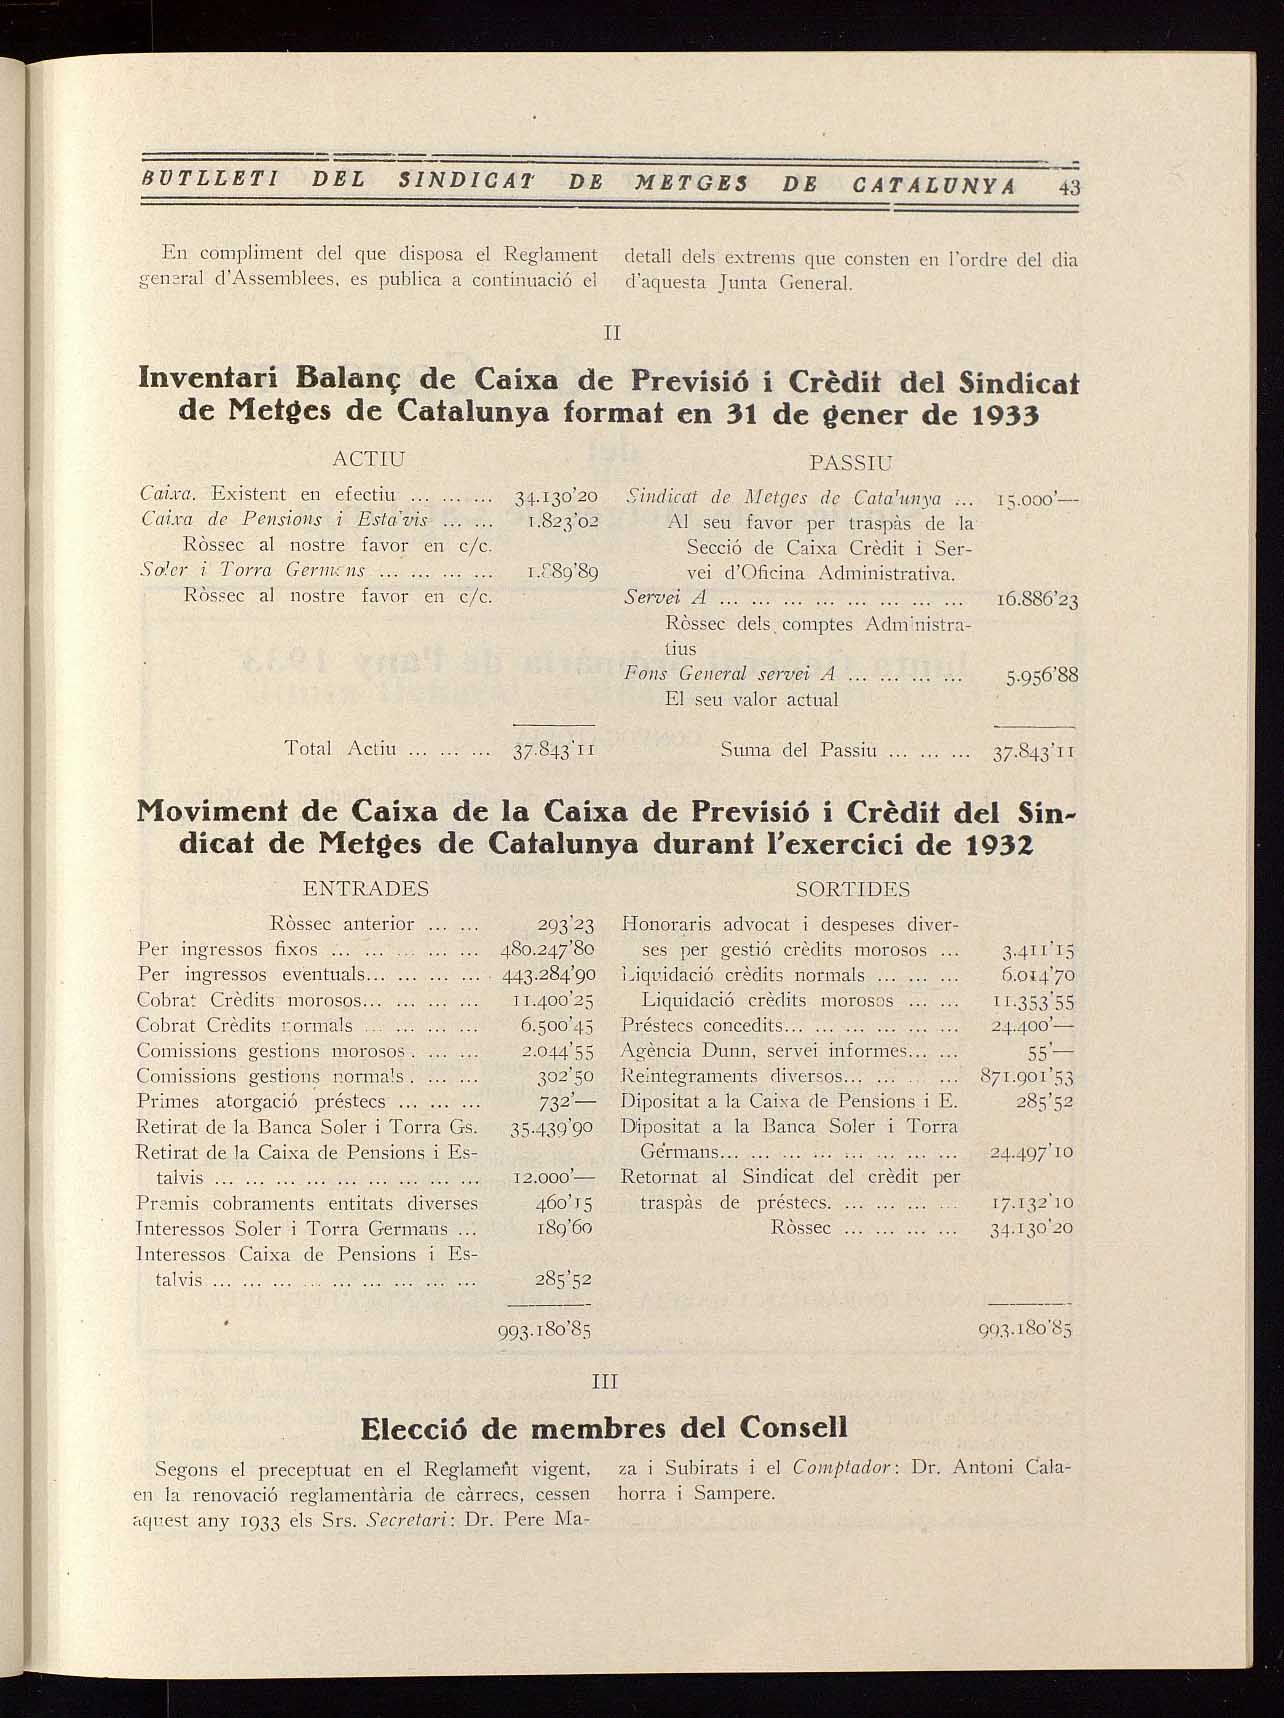 BUTLLETI DEL SINDICAT DE METGES DE CATALUNYA 43
En compliment del que disposa el Reglament
general d'Assemblees, es publica a continuació el
detall dels extrems que consten en l'ordre del dia
d'aquesta Junta General.
II
Inventari Balanç de Caixa de Previsió i Crèdit del Sindicat
de Metges de Catalunya format en 31 de gener de 1933
ACTIU
Caixa. Existent en efectiu ... ... ... 34.130'20
Caixa de Pensions i Estalvis ... ... 1.823'02
Ròssec al nostre favor en c/c.
Soler i Torra Germans ... ... ... ... 1.889'89
Ròssec al nostre favor en c/c.
Total Actiu ... ... ... 37.843'11
PASSIU
Sindicat de Metges de Catalunya ... 15.000'—
Al seu favor per traspàs de la
Secció de Caixa Crèdit i Ser-
vei d'Oficina Administrativa.
Servei A ... ... ... ... ... ... ... ... 16.886'23
Ròssec dels comptes Administra-
tius
Fons General servei A ... ... ... ... 5.956'88
El seu valor actual
Suma del Passiu ... ... ... 37.843'11
Moviment de Caixa de la Caixa de Previsió i Crèdit del Sin-
dicat de Metges de Catalunya durant l'exercici de 1932
ENTRADES
Ròssec anterior ... ... 293'23
Per ingressos fixos ... ... ... ... ... 480.247'80
Per ingressos eventuals... ... ... ... 443.284'90
Cobrat Crèdits morosos... ... ... ... 11.400'25
Cobrat Crèdits normals ... ... ... ... 6.500'45
Comissions gestions morosos. ... ... 2.044'55
Comissions gestions normals. ... ... 302'50
Primes atorgació préstecs ... ... ... 732'—
Retirat de la Banca Soler i Torra Gs. 35.439'90
Retirat de la Caixa de Pensions i Es-
talvis ... ... ... ... ... ... ... ... ... 12.000'—
Premis cobraments entitats diverses 460'15
Interessos Soler i Torra Germans ... 189'60
Interessos Caixa de Pensions i Es-
talvis ... ... ... ... ... ... ... ... ... 285'52
993.180'85
SORTIDES
Honoraris advocat i despeses diver-
ses per gestió crèdits morosos ... 3.411'15
Liquidació crèdits normals ... ... ... 6.014'70
Liquidació crèdits morosos ... ... 11.353'55
Préstecs concedits... ... ... ... ... ... 24.400'—
Agència Dunn, servei informes... ... 55'—
Reintegraments diversos... ... ... ... 871.901'53
Dipositat a la Caixa de Pensions i E. 285'52
Dipositat a la Banca Soler i Torra
Germans... ... ... ... ... ... ... ... 24.497'10
Retornat al Sindicat del crèdit per
traspàs de préstecs. ... ... ... ... 17.132'10
Ròssec ... ... ... ... 34.130'20
993.180'85
III
Elecció de membres del Consell
Segons el preceptuat en el Reglament vigent,
en la renovació reglamentària de càrrecs, cessen
aquest any 1933 els Srs. Secretari: Dr. Pere Ma-
za i Subirats i el Comptador: Dr. Antoni Cala-
horra i Sampere.